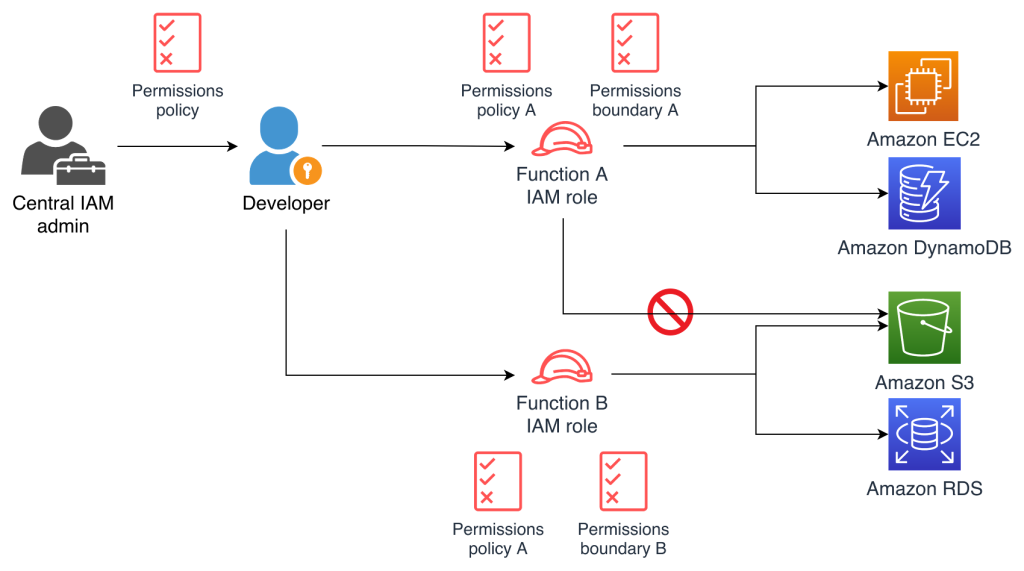 Permissions
policy
Permissions
policy A
Permissions
boundary A
Central IAM
admin
Developer
Function A
IAM role
Amazon EC2
Amazon DynamoDB
Amazon S3
Function B
IAM role
Permissions
policy A
Permissions
boundary B
Amazon RDS